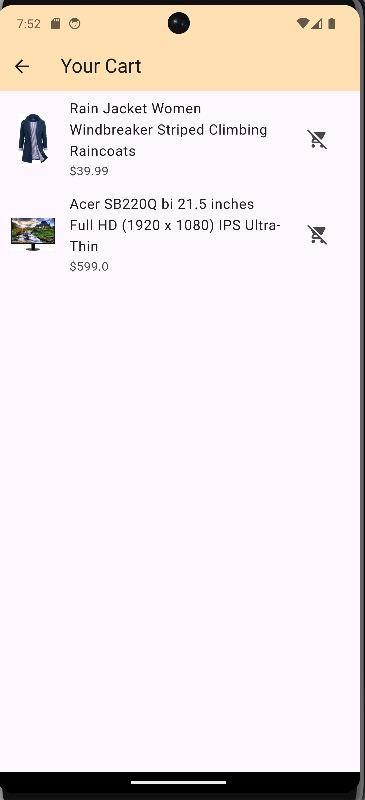 7:52
Your Cart
Rain Jacket Women
Windbreaker Striped Climbing
Raincoats
$39.99
Acer SB220Q bi 21.5 inches
Full HD (1920 x 1080) IPS Ultra-
Thin
$599.0